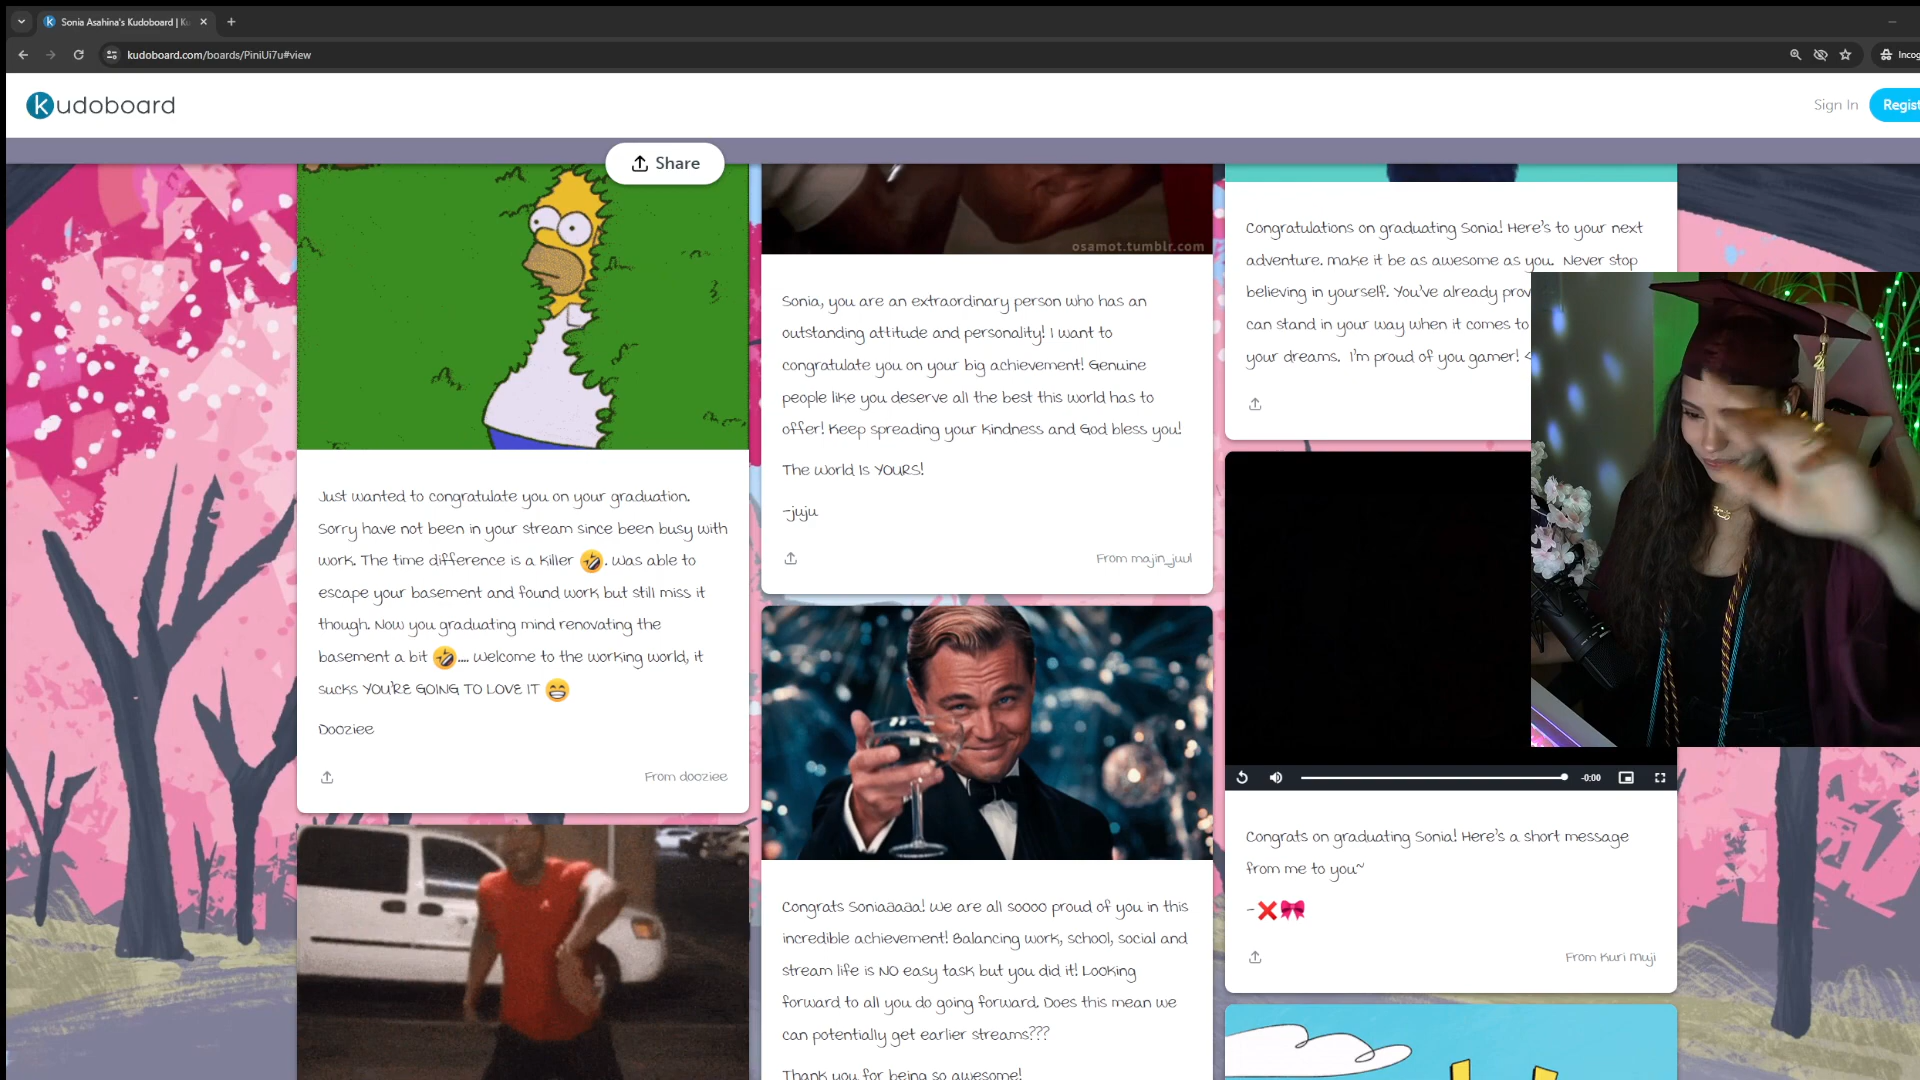 Sonia Asahina's Kudoboard |
kudoboard.com/boards/PiniUi7u#view
kudoboard
Sign In
Share
Just wanted to congratulate you on your graduation.
Sorry have not been in your stream since been busy with
work. The time difference is a killer 🤣. Was able to
escape your basement and found work but still miss it
though. Now you graduating mind renovating the
basement a bit 🤣.... Welcome to the working world, it
sucks YOU'RE GOING TO LOVE IT 😁
Dooziee
From dooziee
osamot.tumblr.com
Sonia, you are an extraordinary person who has an
outstanding attitude and personality! I want to
congratulate you on your big achievement! Genuine
people like you deserve all the best this world has to
offer! Keep spreading your kindness and God bless you!
The World Is YOURS!
-juju
From majin_juul
Congrats Soniaaaaa! We are all soooo proud of you in this
incredible achievement! Balancing work, school, social and
stream life is NO easy task but you did it! Looking
forward to all you do going forward. Does this mean we
can potentially get earlier streams???
Thank you for being so awesome!
Congratulations on graduating Sonia! Here's to your next
adventure. make it be as awesome as you. Never stop
believing in yourself. You've already prov
can stand in your way when it comes to
your dreams. I'm proud of you gamer! <
-0:00
Congrats on graduating Sonia! Here's a short message
from me to you~
-❌🎀
From Kuri Muji